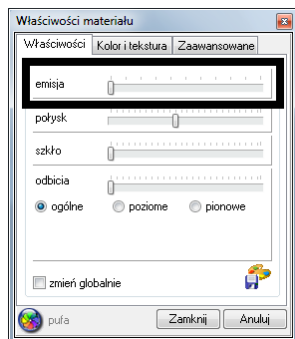 Właściwości materiału
Właściwości Kolor i tekstura Zaawansowane
emisja
połysk
szkło
odbicia
ogólne poziome pionowe
zmień globalnie
pufa Zamknij Anuluj